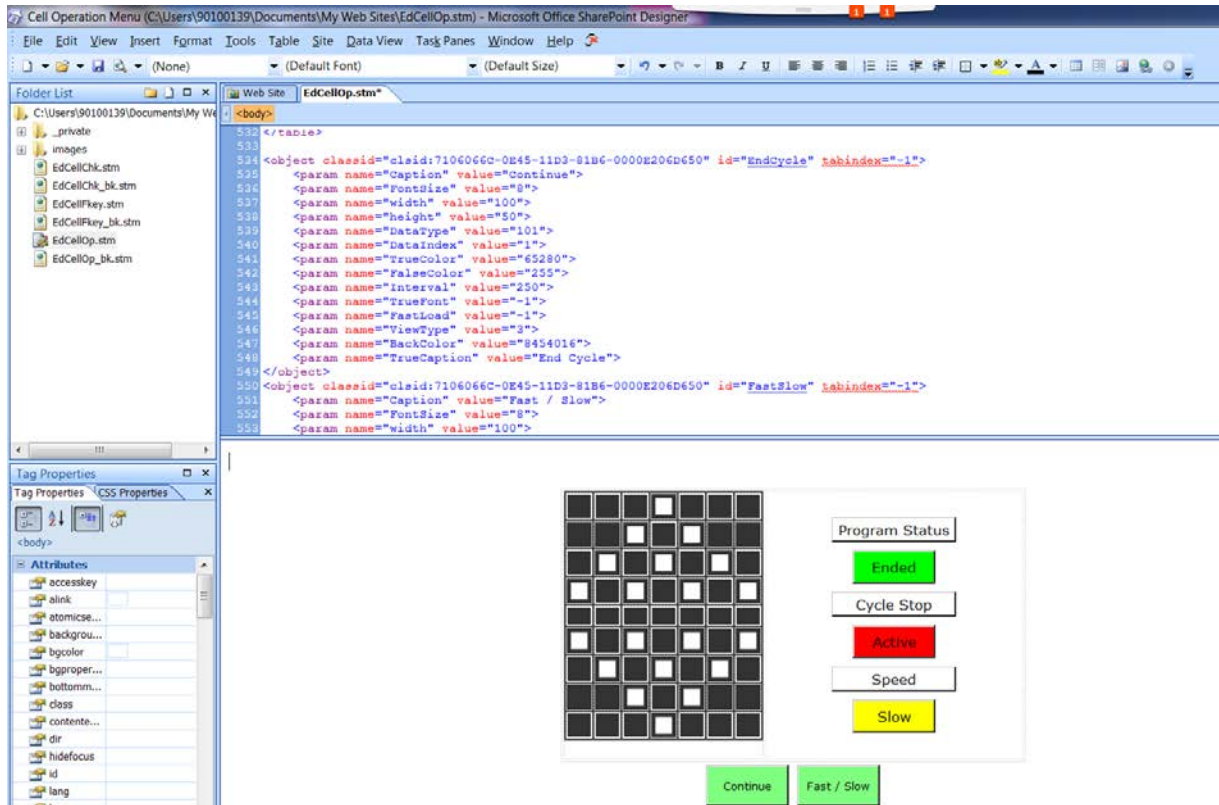 Cell Operation Menu (C:\Users\90100139\Documents\My Web Sites\EdCellOp.stm) - Microsoft Office SharePoint Designer
1 1
File Edit View Insert Format Tools Table Site Data View Task Panes Window Help
(None) (Default Font) (Default Size) B I U A
Folder List
Web Site EdCellOp.stm*
C:\Users\90100139\Documents\My We
<body>
_private
images
EdCellChk.stm
EdCellChk_bk.stm
EdCellFkey.stm
EdCellFkey_bk.stm
EdCellOp.stm
EdCellOp_bk.stm
532 </table>
533
534 <object classid="clsid:7106066C-0E45-11D3-81B6-0000E206D650" id="EndCycle" tabindex="-1">
535 <param name="Caption" value="Continue">
536 <param name="FontSize" value="8">
537 <param name="width" value="100">
538 <param name="height" value="50">
539 <param name="DataType" value="101">
540 <param name="DataIndex" value="1">
541 <param name="TrueColor" value="65280">
542 <param name="FalseColor" value="255">
543 <param name="Interval" value="250">
544 <param name="TrueFont" value="-1">
545 <param name="FastLoad" value="-1">
546 <param name="ViewType" value="3">
547 <param name="BackColor" value="8454016">
548 <param name="TrueCaption" value="End Cycle">
549 </object>
550 <object classid="clsid:7106066C-0E45-11D3-81B6-0000E206D650" id="FastSlow" tabindex="-1">
551 <param name="Caption" value="Fast / Slow">
552 <param name="FontSize" value="8">
553 <param name="width" value="100">
Tag Properties
Tag Properties CSS Properties
<body>
Attributes
accesskey
alink
atomicse...
backgrou...
bgcolor
bgproper...
bottomm...
class
contente...
dir
hidefocus
id
lang
Program Status
Ended
Cycle Stop
Active
Speed
Slow
Continue Fast / Slow